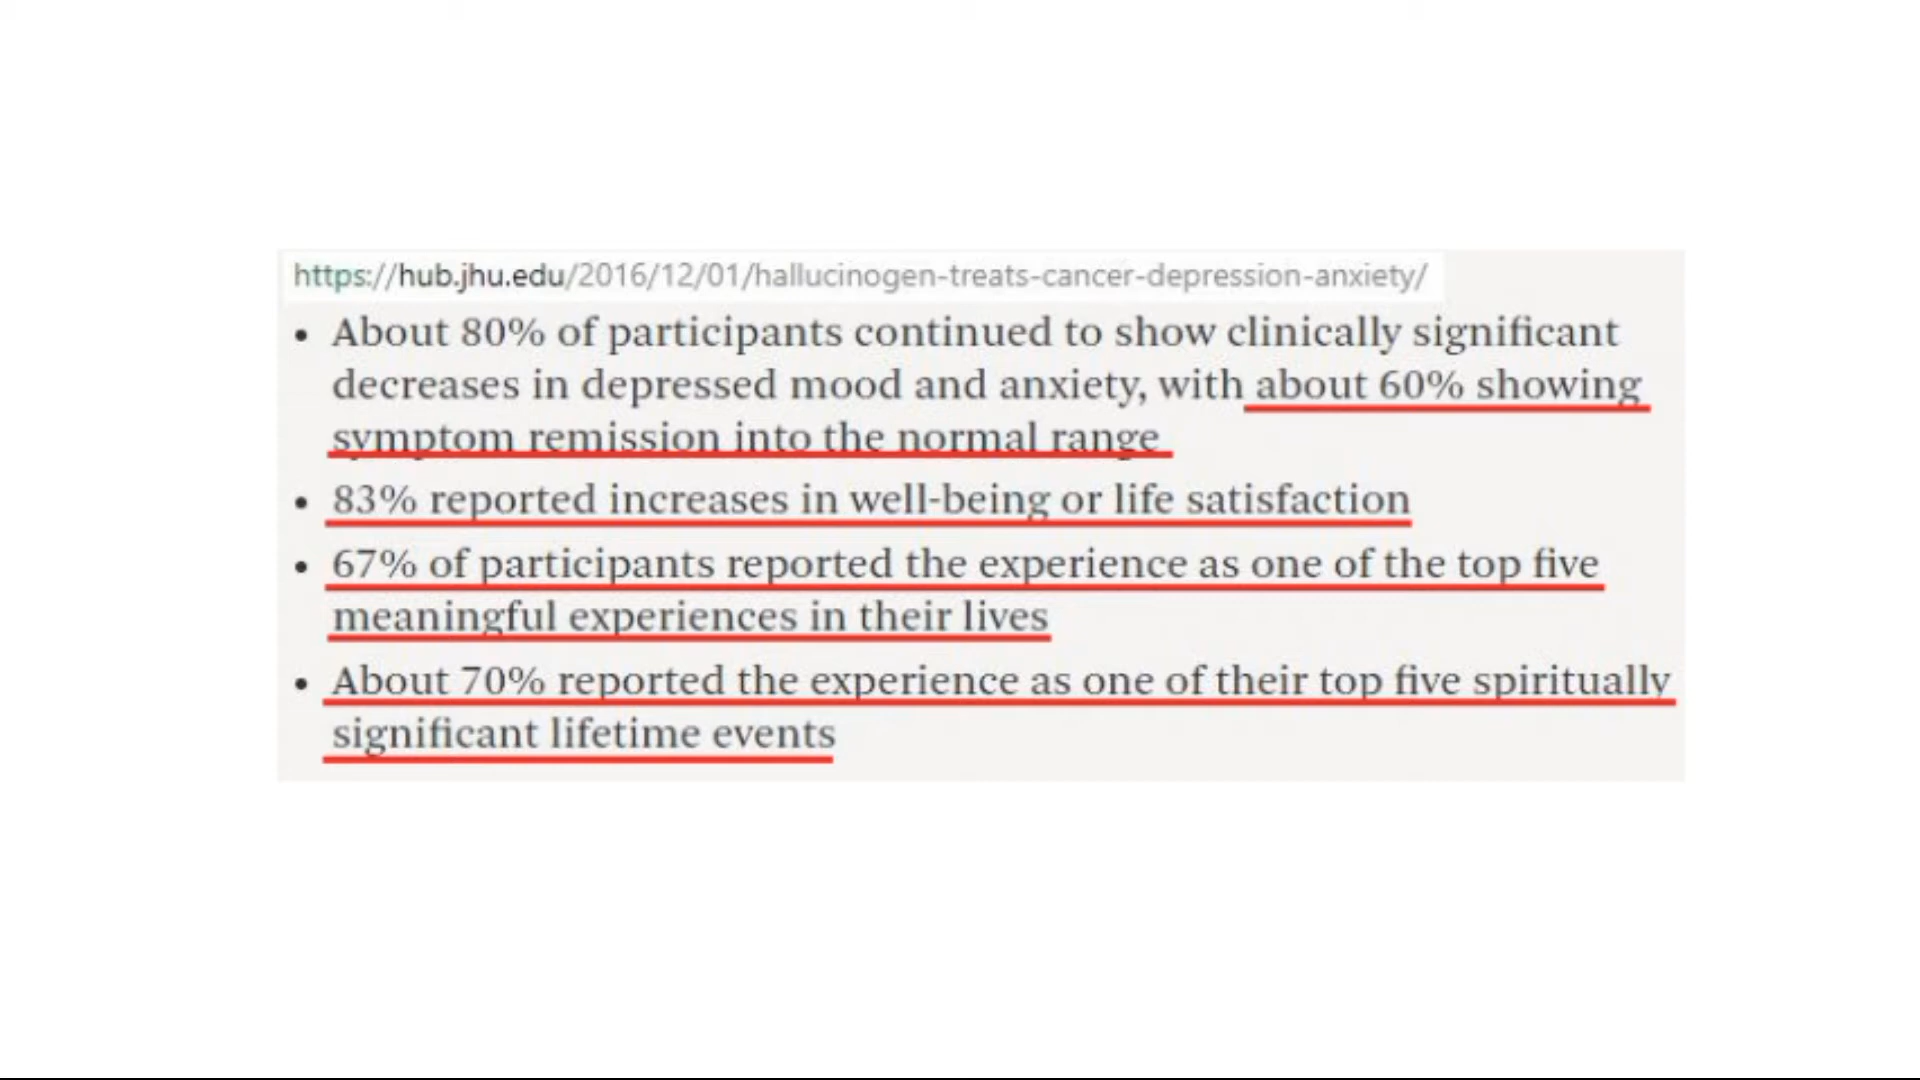 https://hub.jhu.edu/2016/12/01/hallucinogen-treats-cancer-depression-anxiety/
• About 80% of participants continued to show clinically significant
decreases in depressed mood and anxiety, with about 60% showing
symptom remission into the normal range
• 83% reported increases in well-being or life satisfaction
• 67% of participants reported the experience as one of the top five
meaningful experiences in their lives
• About 70% reported the experience as one of their top five spiritually
significant lifetime events